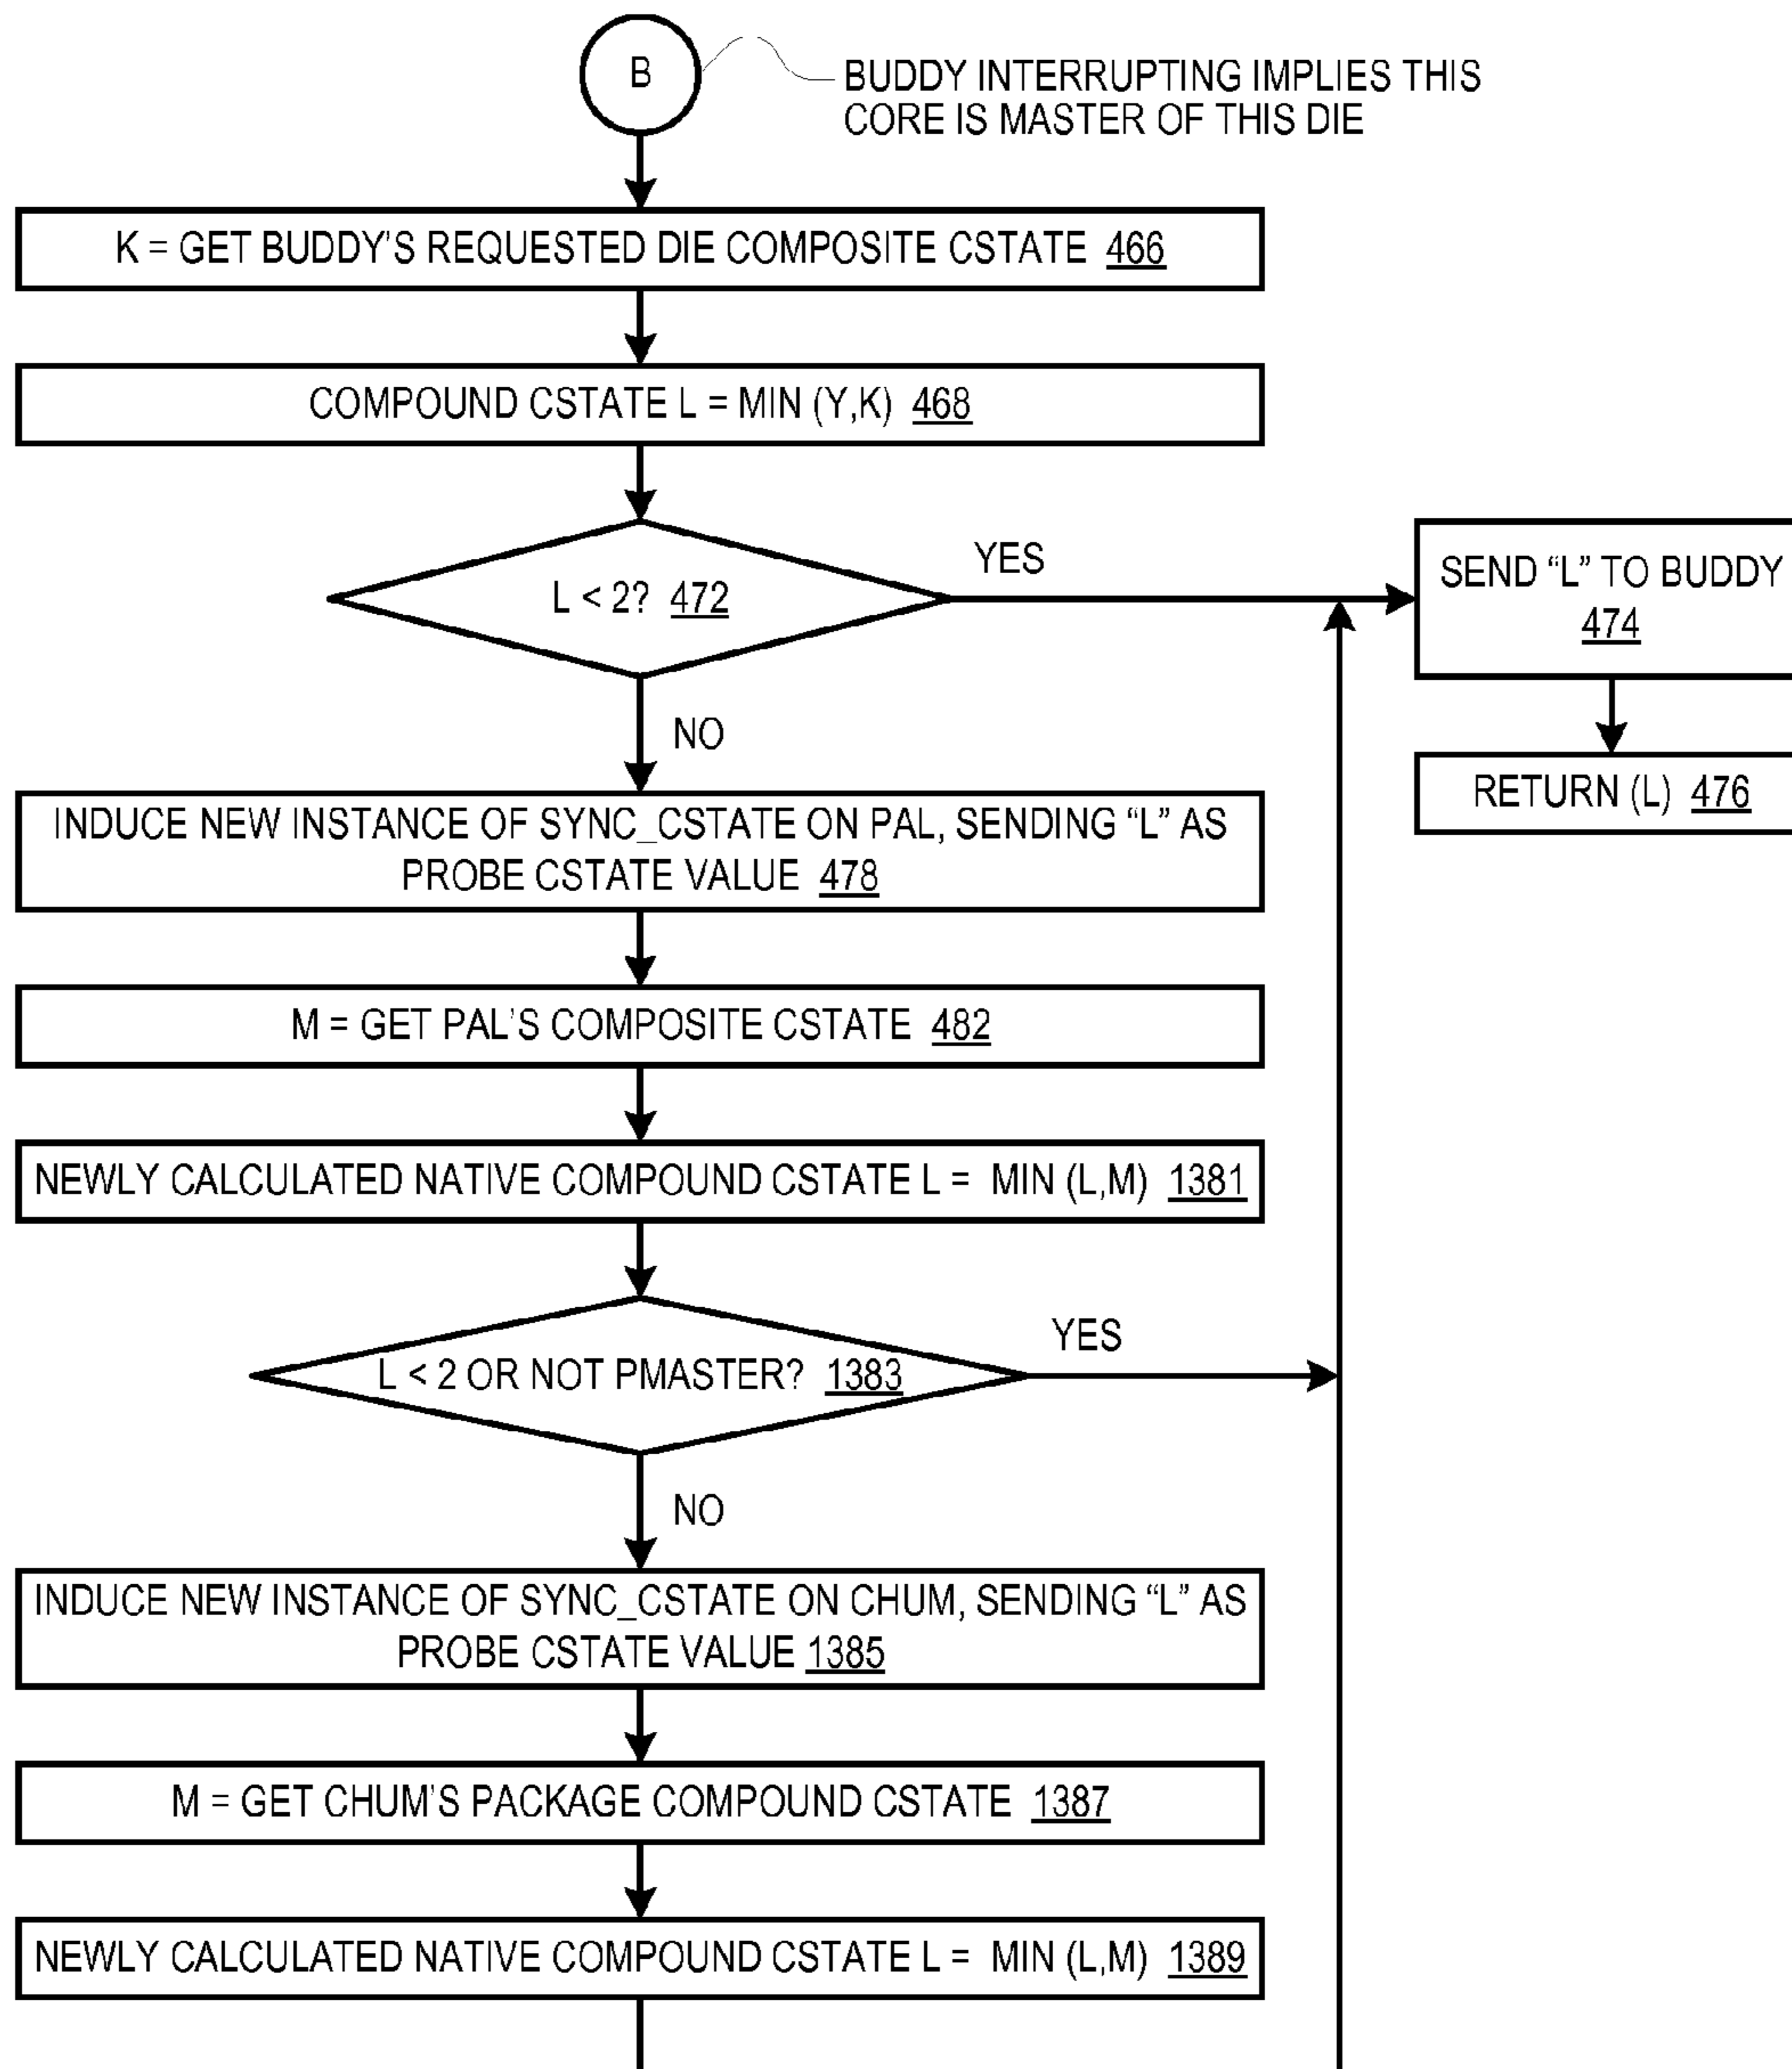 B
BUDDY INTERRUPTING IMPLIES THIS
CORE IS MASTER OF THIS DIE
K = GET BUDDY'S REQUESTED DIE COMPOSITE CSTATE 466
COMPOUND CSTATE L = MIN (Y,K) 468
L < 2? 472
YES
SEND “L” TO BUDDY
474
RETURN (L) 476
NO
INDUCE NEW INSTANCE OF SYNC_CSTATE ON PAL, SENDING “L” AS
PROBE CSTATE VALUE 478
M = GET PAL'S COMPOSITE CSTATE 482
NEWLY CALCULATED NATIVE COMPOUND CSTATE L = MIN (L,M) 1381
L < 2 OR NOT PMASTER? 1383
YES
NO
INDUCE NEW INSTANCE OF SYNC_CSTATE ON CHUM, SENDING “L” AS
PROBE CSTATE VALUE 1385
M = GET CHUM'S PACKAGE COMPOUND CSTATE 1387
NEWLY CALCULATED NATIVE COMPOUND CSTATE L = MIN (L,M) 1389